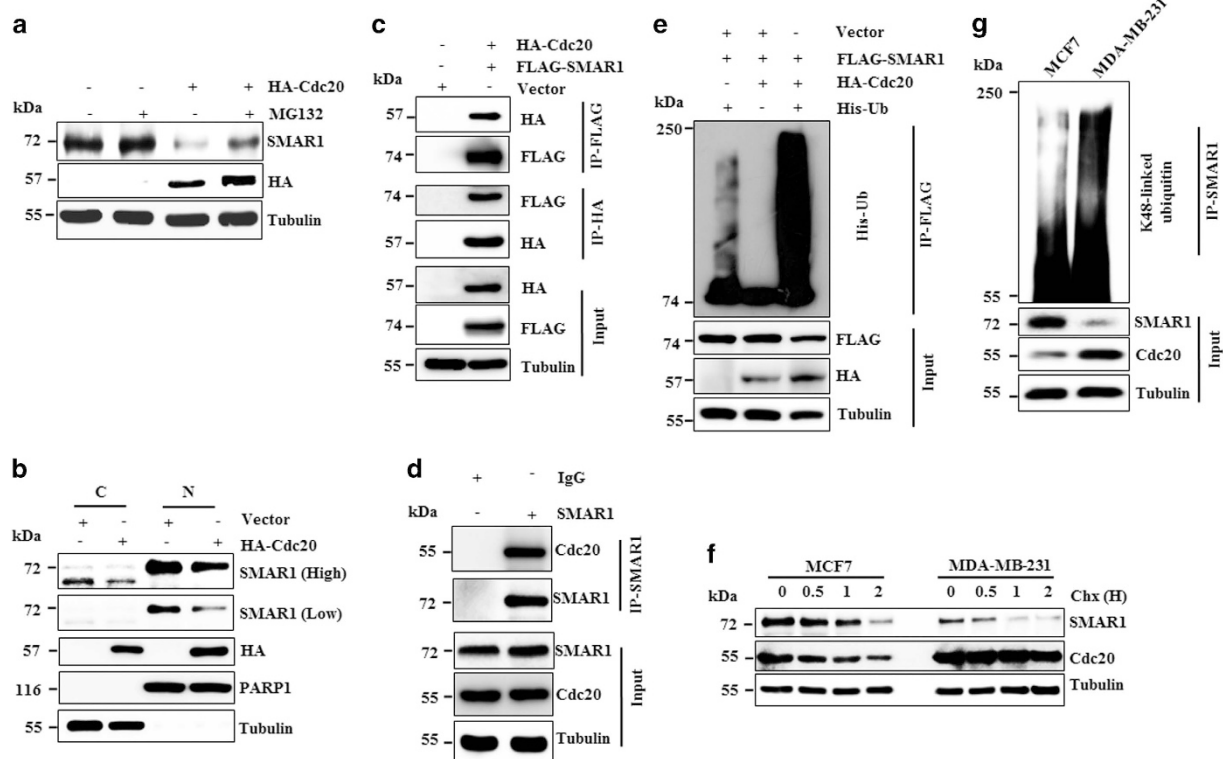 a
- - + + HA-Cdc20
kDa - + - + MG132
72 SMAR1
57 HA
55 Tubulin
b
C N
+ - + - Vector
kDa - + - + HA-Cdc20
72 SMAR1 (High)
72 SMAR1 (Low)
57 HA
116 PARP1
55 Tubulin
c
- + HA-Cdc20
- + FLAG-SMAR1
kDa + - Vector
57 HA
74 FLAG
IP-FLAG
74 FLAG
57 HA
IP-HA
57 HA
74 FLAG
55 Tubulin
Input
d
+ - IgG
kDa - + SMAR1
55 Cdc20
72 SMAR1
IP-SMAR1
72 SMAR1
55 Cdc20
55 Tubulin
Input
e
+ + - Vector
+ + + FLAG-SMAR1
- + + HA-Cdc20
kDa + - + His-Ub
250
74
His-Ub
IP-FLAG
74 FLAG
57 HA
55 Tubulin
Input
f
MCF7 MDA-MB-231
kDa 0 0.5 1 2 0 0.5 1 2 Chx (H)
72 SMAR1
55 Cdc20
55 Tubulin
g
MCF7 MDA-MB-231
kDa
250
55
K48-linked
ubiquitin
IP-SMAR1
72 SMAR1
55 Cdc20
55 Tubulin
Input